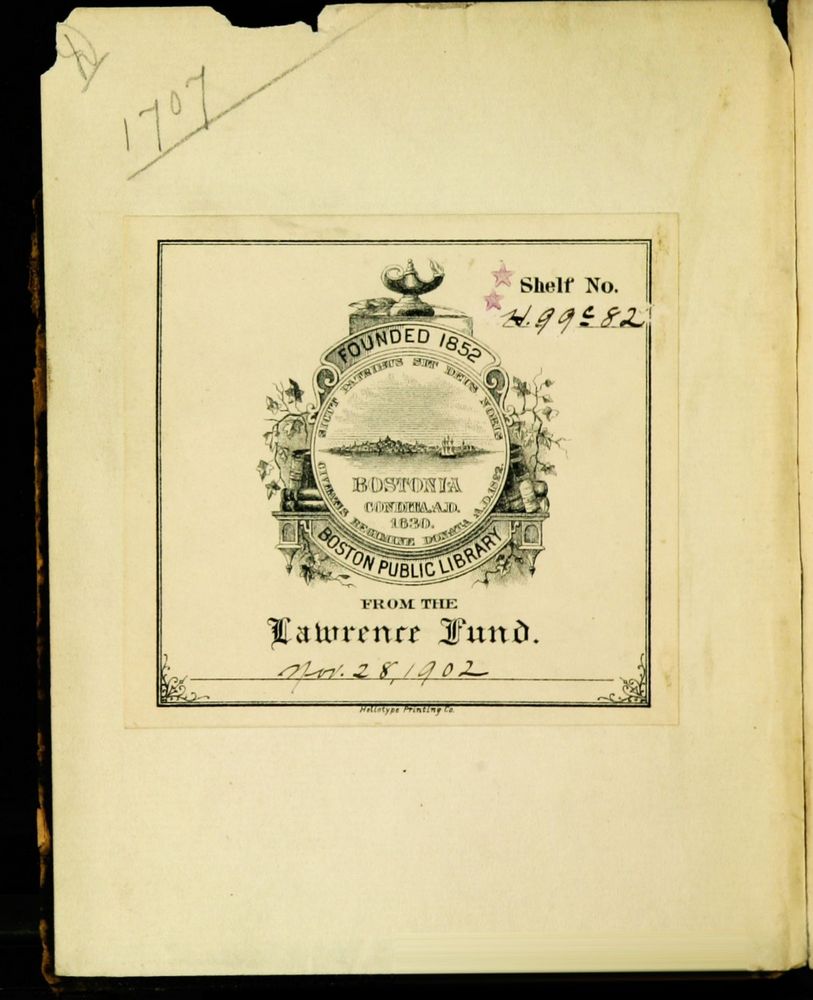 1707
Shelf No.
H.99c82
FOUNDED 1852
SICUT PATRIBUS SIT DEUS NOBIS
BOSTONIA
CONDITA A.D.
1630.
CIVITATIS REGIMINE DONATA A.D. 1822.
BOSTON PUBLIC LIBRARY
FROM THE
Lawrence Fund.
Nov. 28, 1902
Heliotype Printing Co.